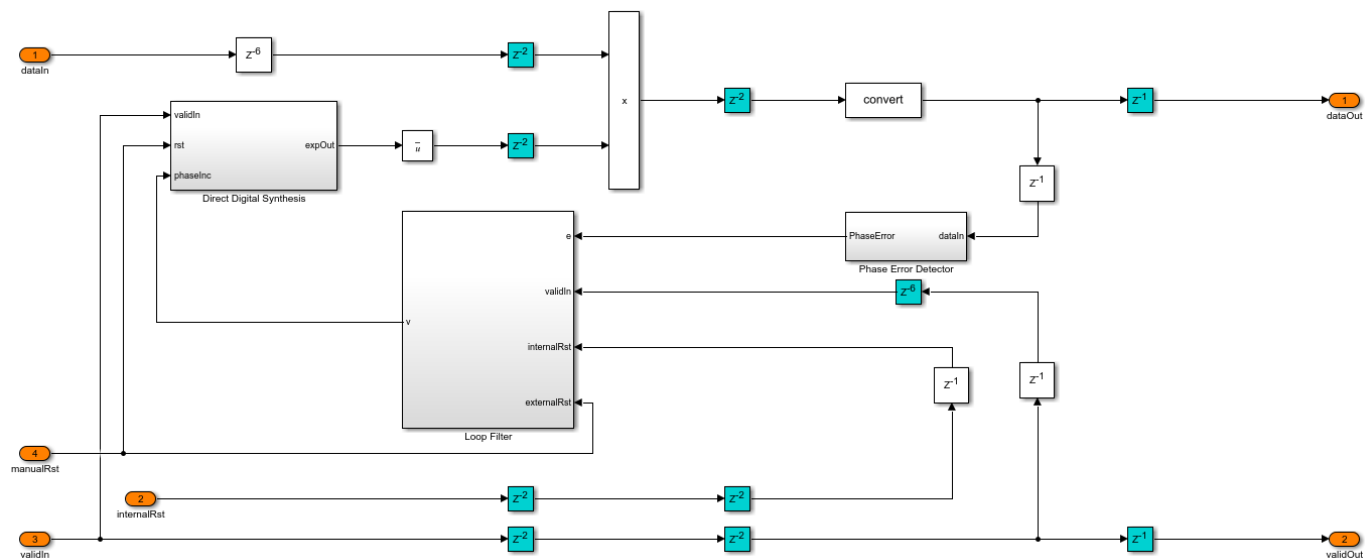 1
dataIn
Z-6
Z-2
x
Z-2
convert
Z-1
1
dataOut
validIn
rst
phaseInc
expOut
Direct Digital Synthesis
ū
Z-2
Z-1
PhaseError
dataIn
Phase Error Detector
e
validIn
internalRst
externalRst
v
Loop Filter
Z-6
Z-1
Z-1
4
manualRst
2
internalRst
Z-2
Z-2
3
validIn
Z-2
Z-2
Z-1
2
validOut